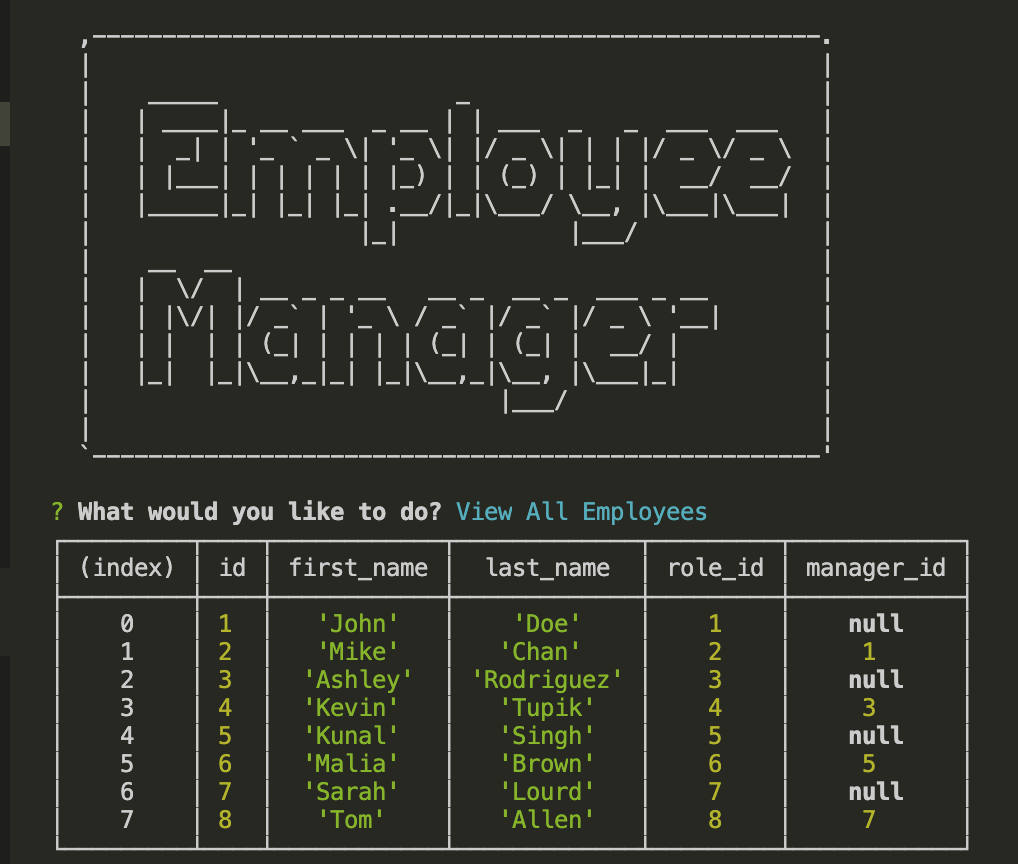 Employee
Manager
? What would you like to do? View All Employees
(index) id first_name last_name role_id manager_id
0 1 'John' 'Doe' 1 null
1 2 'Mike' 'Chan' 2 1
2 3 'Ashley' 'Rodriguez' 3 null
3 4 'Kevin' 'Tupik' 4 3
4 5 'Kunal' 'Singh' 5 null
5 6 'Malia' 'Brown' 6 5
6 7 'Sarah' 'Lourd' 7 null
7 8 'Tom' 'Allen' 8 7